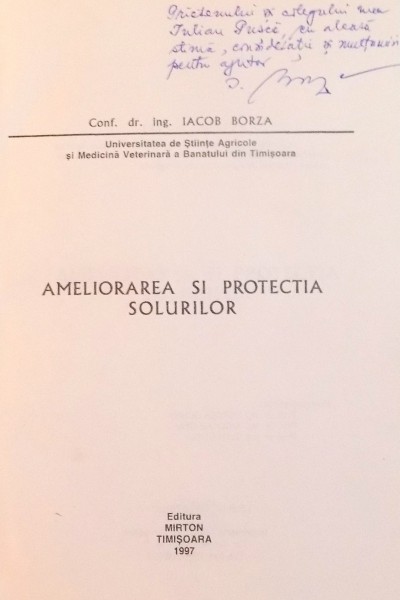 Prietenului și colegului meu
Iulian Pușcă, cu aleasă
stimă, considerație și mulțumiri
pentru ajutor
I. Borza
Conf. dr. ing. IACOB BORZA
Universitatea de Științe Agricole
și Medicină Veterinară a Banatului din Timișoara
AMELIORAREA SI PROTECTIA
SOLURILOR
Editura
MIRTON
TIMIȘOARA
1997